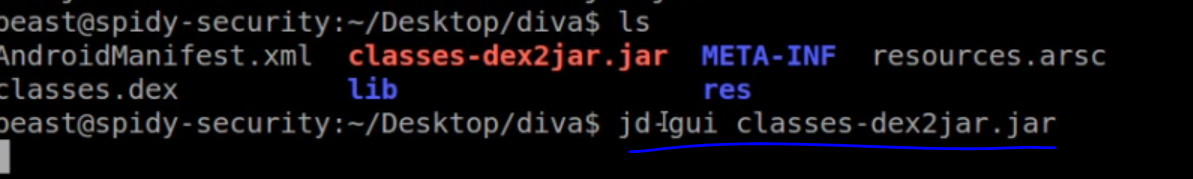 beast@spidy-security:~/Desktop/diva$ ls
AndroidManifest.xml classes-dex2jar.jar META-INF resources.arsc
classes.dex lib res
beast@spidy-security:~/Desktop/diva$ jd-gui classes-dex2jar.jar